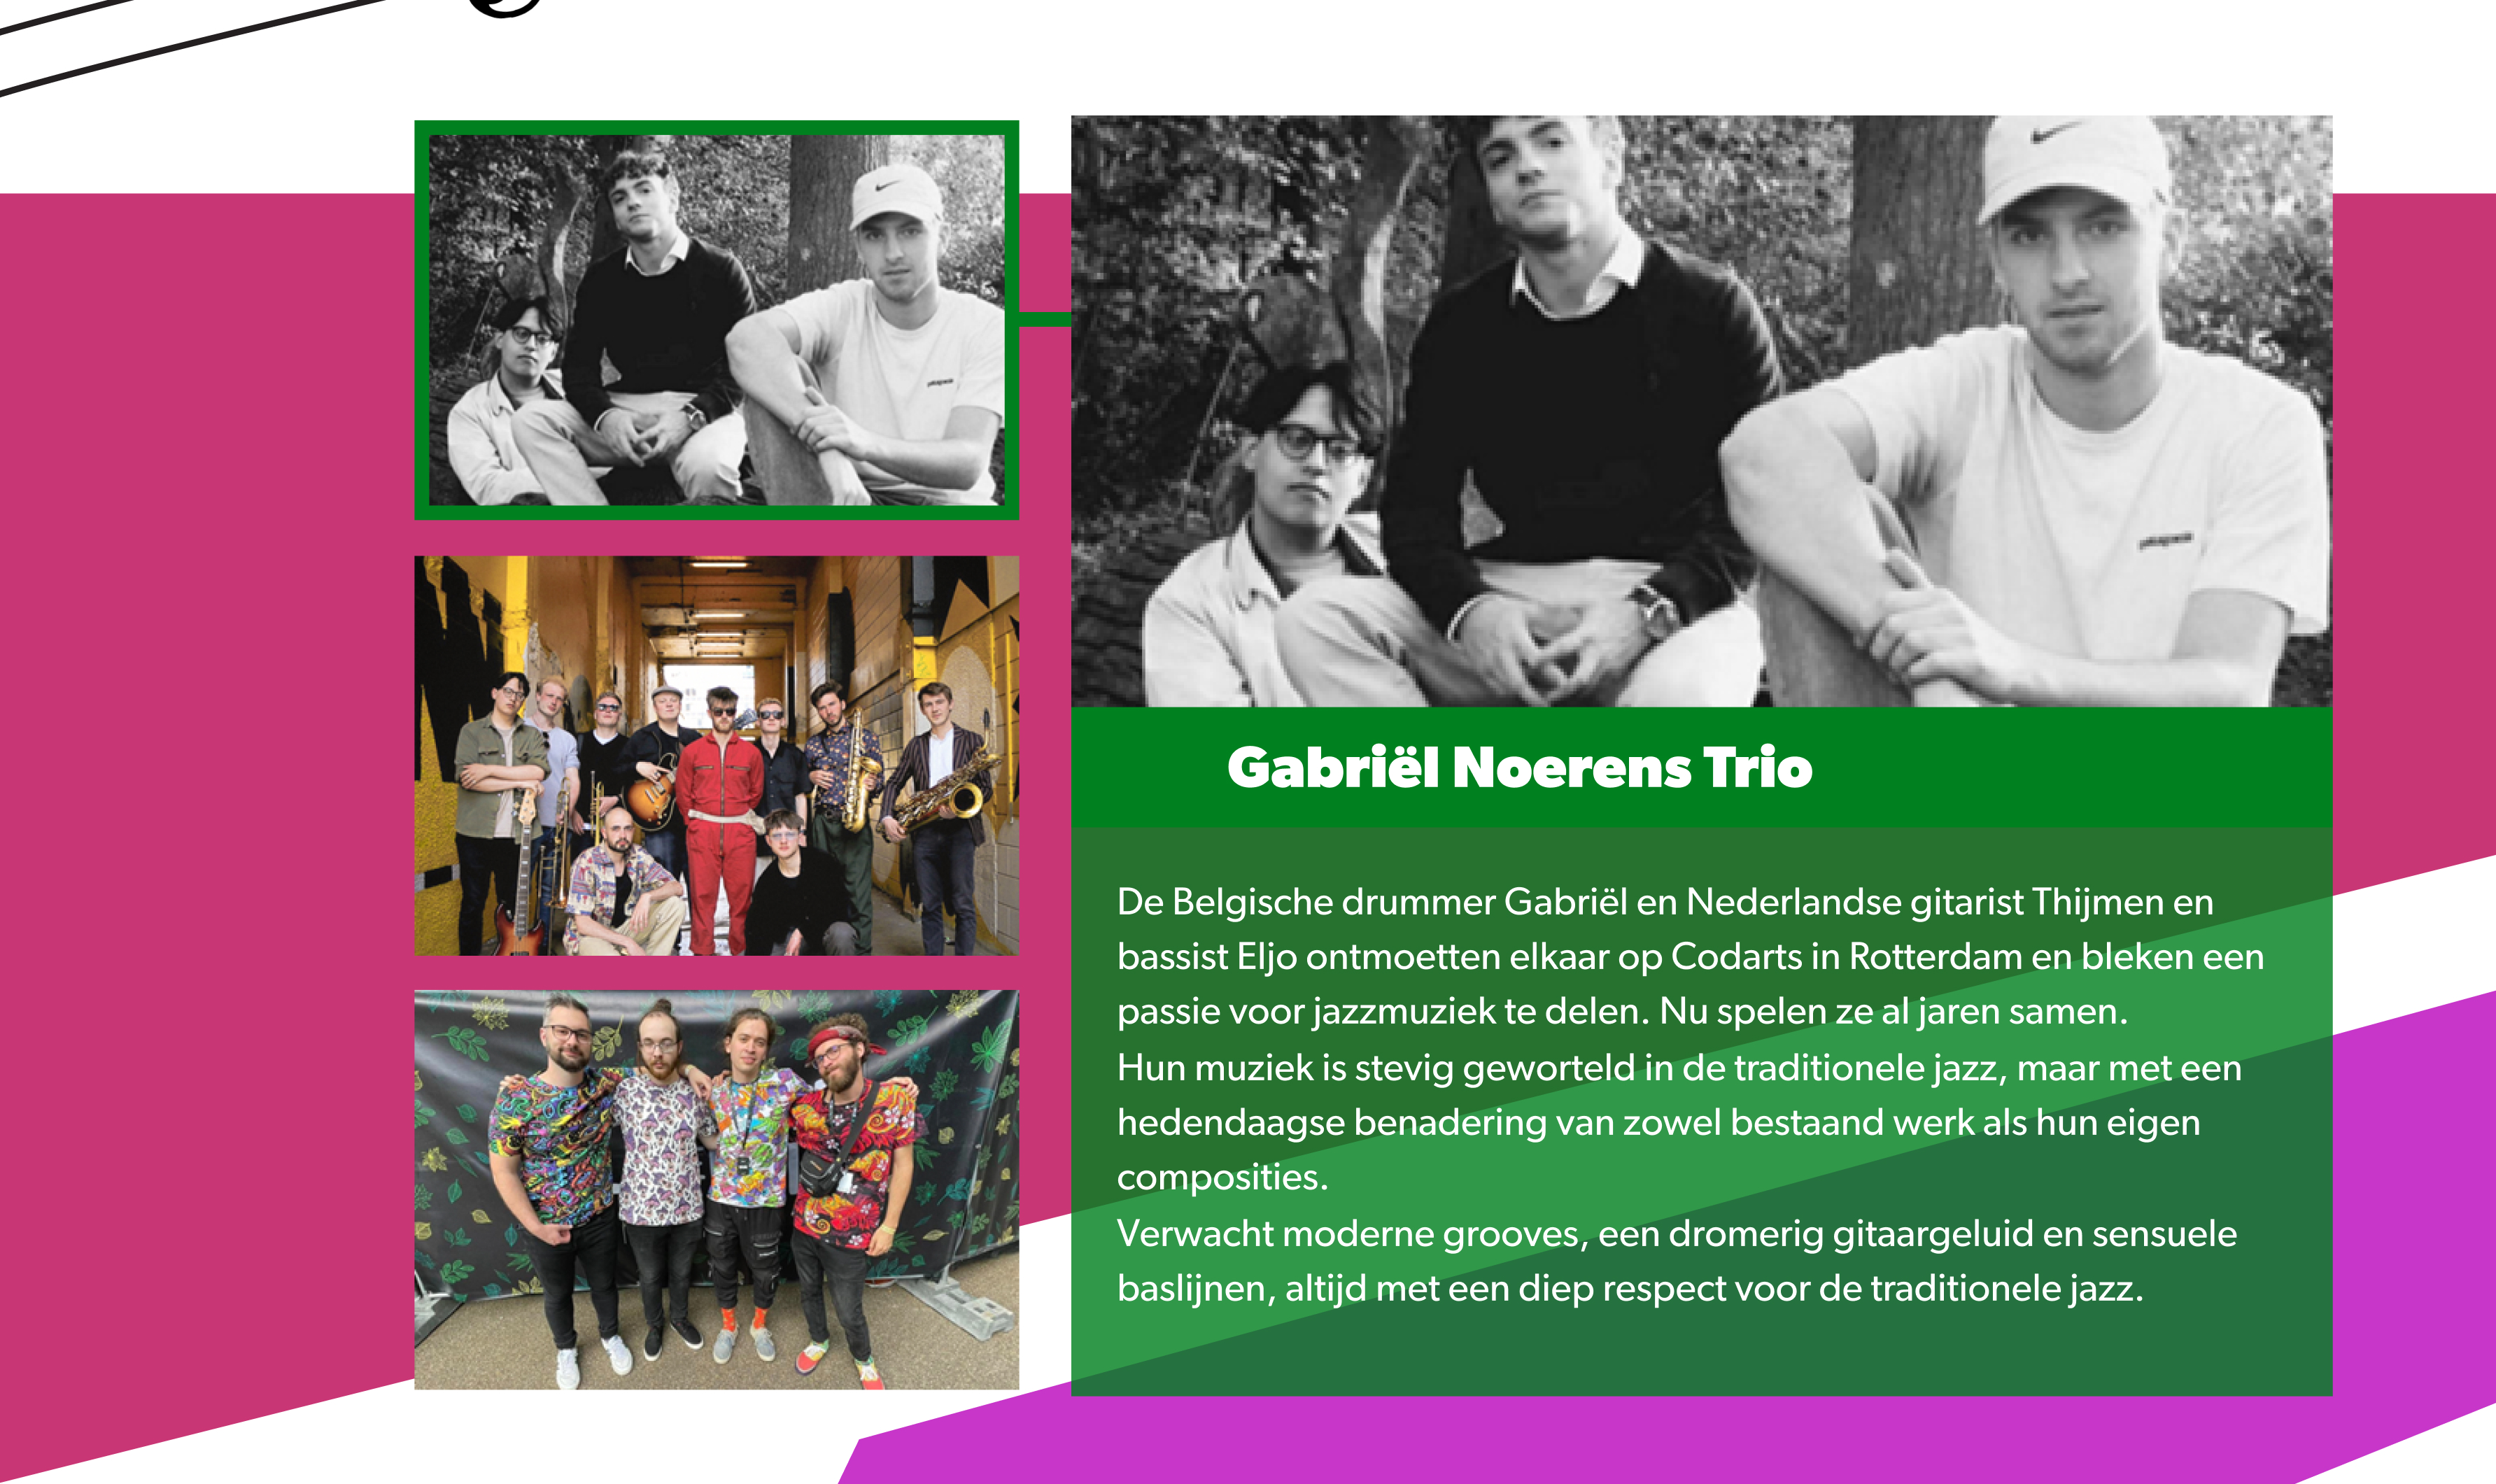 Gabriël Noerens Trio
De Belgische drummer Gabriël en Nederlandse gitarist Thijmen en
bassist Eljo ontmoetten elkaar op Codarts in Rotterdam en bleken een
passie voor jazzmuziek te delen. Nu spelen ze al jaren samen.
Hun muziek is stevig geworteld in de traditionele jazz, maar met een
hedendaagse benadering van zowel bestaand werk als hun eigen
composities.
Verwacht moderne grooves, een dromerig gitaargeluid en sensuele
baslijnen, altijd met een diep respect voor de traditionele jazz.